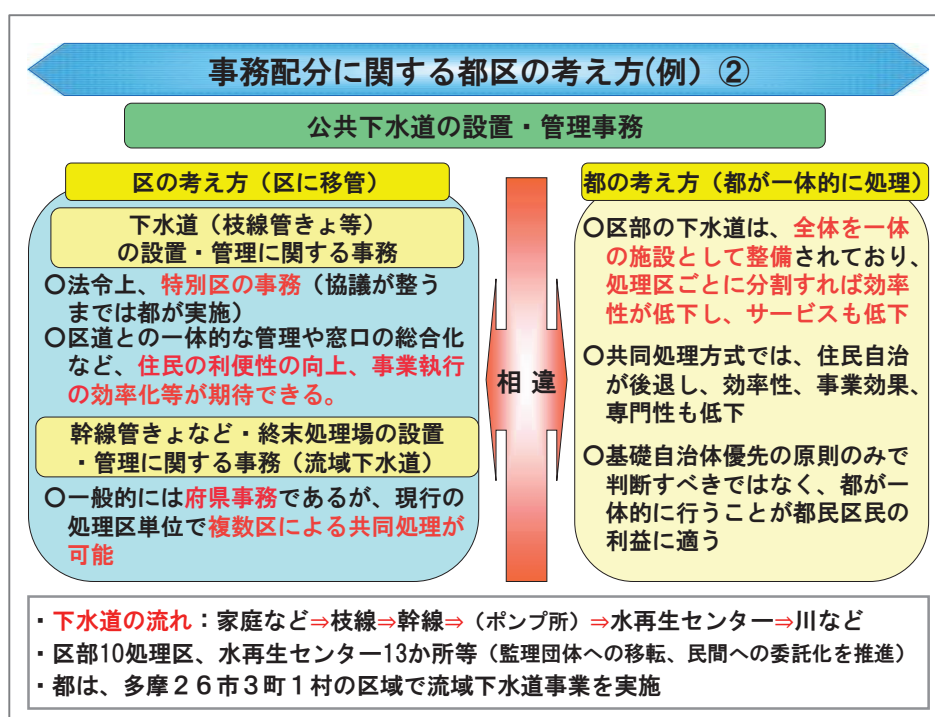 事務配分に関する都区の考え方(例）②
公共下水道の設置・管理事務
区の考え方（区に移管）
下水道（枝線管きょ等）
の設置・管理に関する事務
〇法令上、特別区の事務（協議が整う
までは都が実施）
〇区道との一体的な管理や窓口の総合化
など、住民の利便性の向上、事業執行
の効率化等が期待できる。
幹線管きょなど・終末処理場の設置
・管理に関する事務（流域下水道）
〇一般的には府県事務であるが、現行の
処理区単位で複数区による共同処理が
可能
相違
都の考え方（都が一体的に処理）
〇区部の下水道は、全体を一体
の施設として整備されており、
処理区ごとに分割すれば効率
性が低下し、サービスも低下
〇共同処理方式では、住民自治
が後退し、効率性、事業効果、
専門性も低下
〇基礎自治体優先の原則のみで
判断すべきではなく、都が一
体的に行うことが都民区民の
利益に適う
・下水道の流れ：家庭など⇒枝線⇒幹線⇒（ポンプ所）⇒水再生センター⇒川など
・区部10処理区、水再生センター13か所等（監理団体への移転、民間への委託化を推進）
・都は、多摩２６市３町１村の区域で流域下水道事業を実施